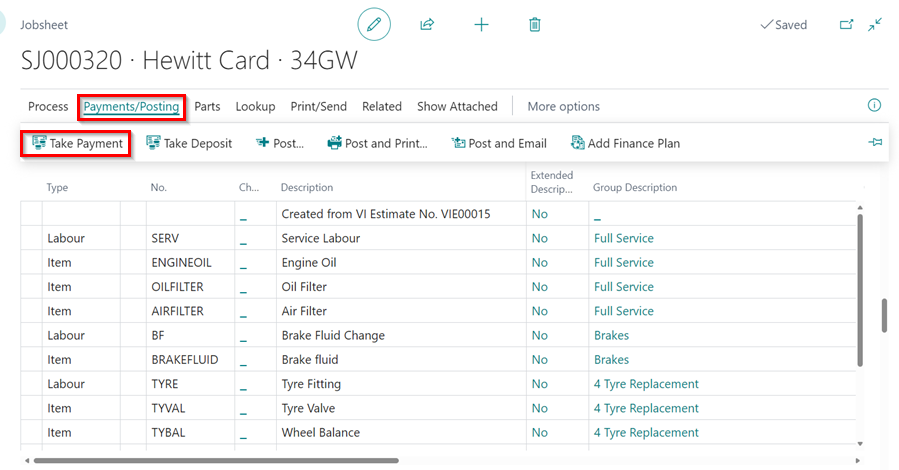 Jobsheet
Saved
SJ000320 · Hewitt Card · 34GW
Process Payments/Posting Parts Lookup Print/Send Related Show Attached More options
Take Payment Take Deposit Post... Post and Print... Post and Email Add Finance Plan
Type No. Ch... Description Extended Descrip... Group Description
Created from VI Estimate No. VIE00015 No _
Labour SERV _ Service Labour No Full Service
Item ENGINEOIL _ Engine Oil No Full Service
Item OILFILTER _ Oil Filter No Full Service
Item AIRFILTER _ Air Filter No Full Service
Labour BF _ Brake Fluid Change No Brakes
Item BRAKEFLUID _ Brake fluid No Brakes
Labour TYRE _ Tyre Fitting No 4 Tyre Replacement
Item TYVAL _ Tyre Valve No 4 Tyre Replacement
Item TYBAL _ Wheel Balance No 4 Tyre Replacement